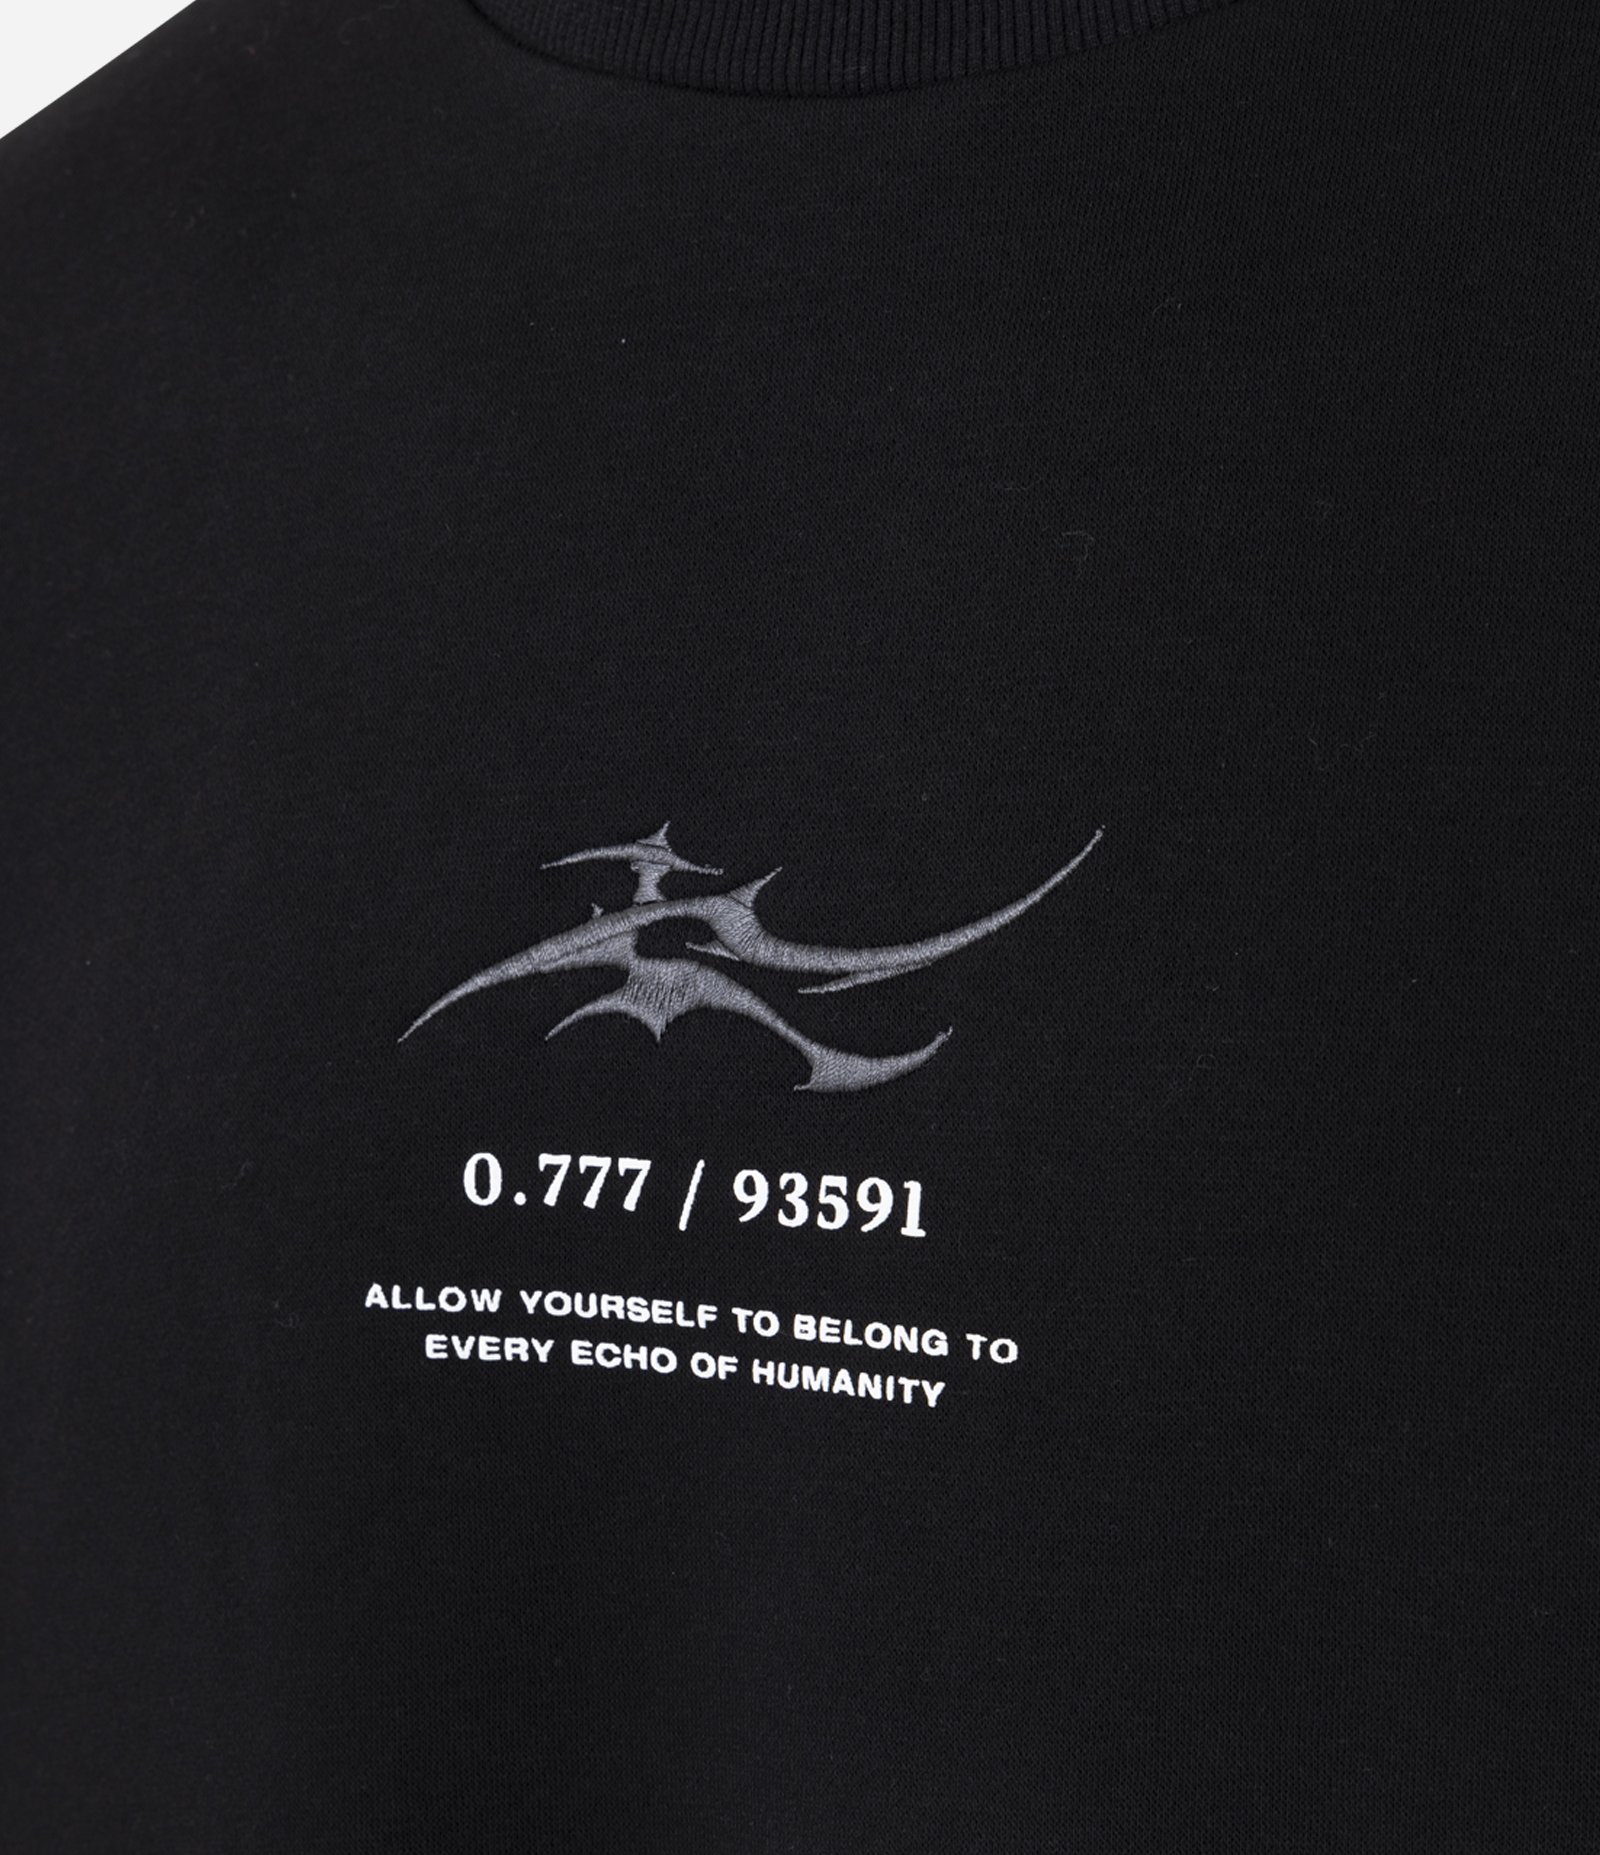 0.777 / 93591
ALLOW YOURSELF TO BELONG TO
EVERY ECHO OF HUMANITY